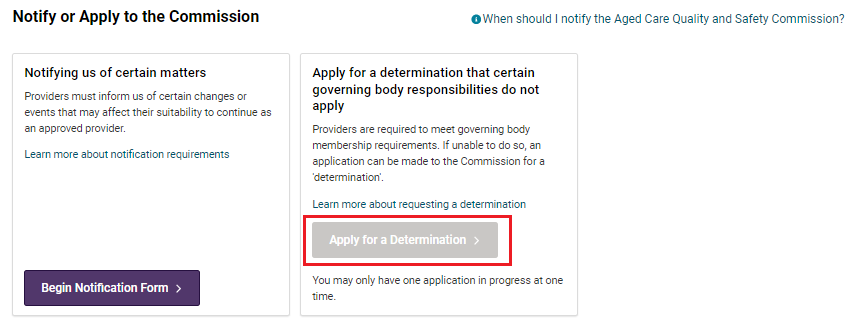 Notify or Apply to the Commission
When should I notify the Aged Care Quality and Safety Commission?
Notifying us of certain matters
Providers must inform us of certain changes or
events that may affect their suitability to continue as
an approved provider.
Learn more about notification requirements
Begin Notification Form
Apply for a determination that certain
governing body responsibilities do not
apply
Providers are required to meet governing body
membership requirements. If unable to do so, an
application can be made to the Commission for a
'determination'.
Learn more about requesting a determination
Apply for a Determination
You may only have one application in progress at one
time.